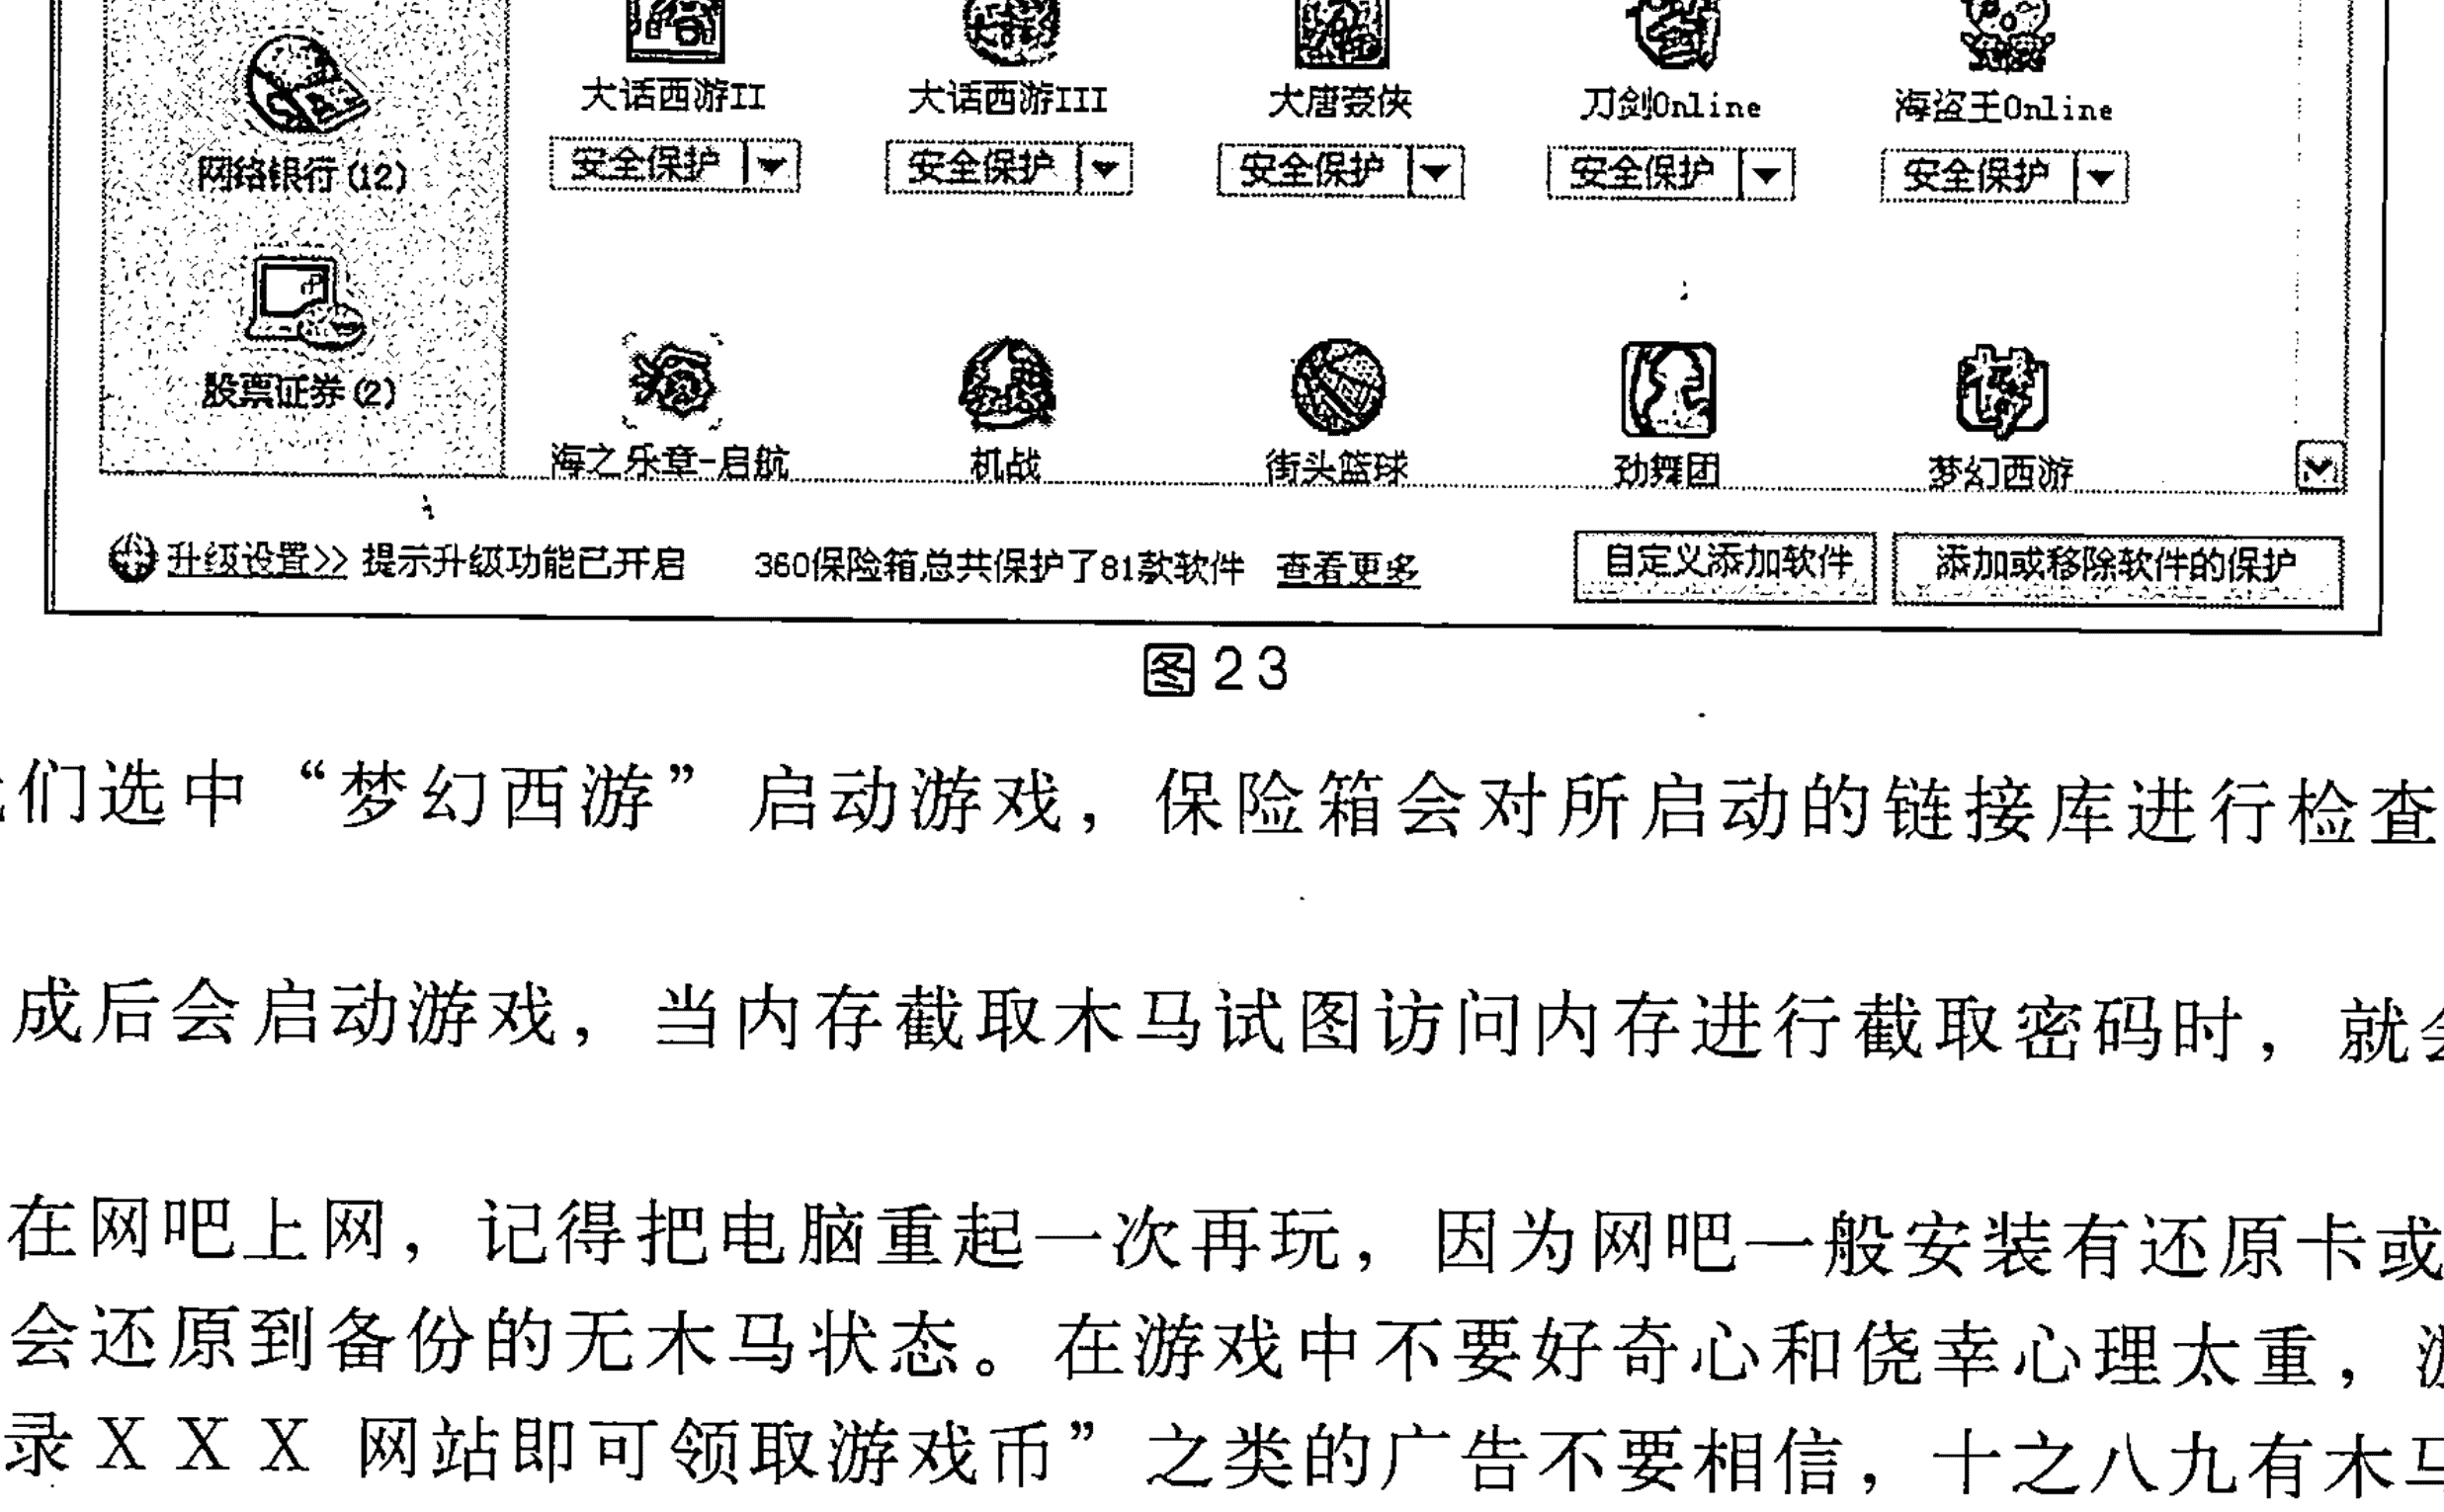 大话西游II 大话西游III 大唐豪侠 刀剑Online 海盗王Online
网络银行(12) 安全保护 安全保护 安全保护 安全保护 安全保护
股票证券(2)
海之乐章-启航 机战 街头篮球 劲舞团 梦幻西游
升级设置>> 提示升级功能已开启 360保险箱总共保护了81款软件 查看更多 自定义添加软件 添加或移除软件的保护
图23
们选中“梦幻西游”启动游戏，保险箱会对所启动的链接库进行检查
成后会启动游戏，当内存截取木马试图访问内存进行截取密码时，就会
在网吧上网，记得把电脑重起一次再玩，因为网吧一般安装有还原卡或
会还原到备份的无木马状态。在游戏中不要好奇心和侥幸心理太重，游
录XXX 网站即可领取游戏币”之类的广告不要相信，十之八九有木马